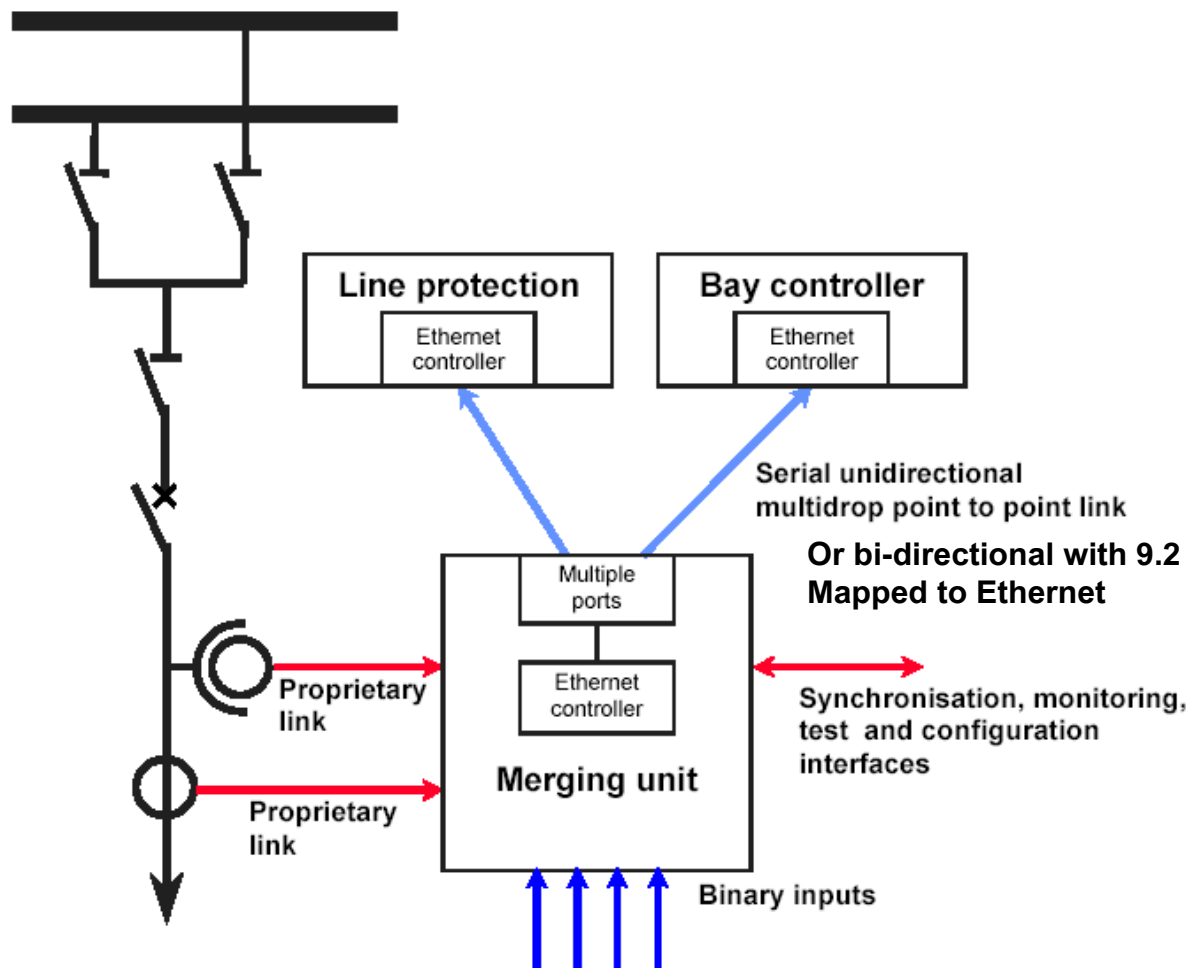 Line protection
Ethernet
controller
Bay controller
Ethernet
controller
Serial unidirectional
multidrop point to point link
Or bi-directional with 9.2
Mapped to Ethernet
Multiple
ports
Ethernet
controller
Merging unit
Proprietary
link
Proprietary
link
Synchronisation, monitoring,
test and configuration
interfaces
Binary inputs